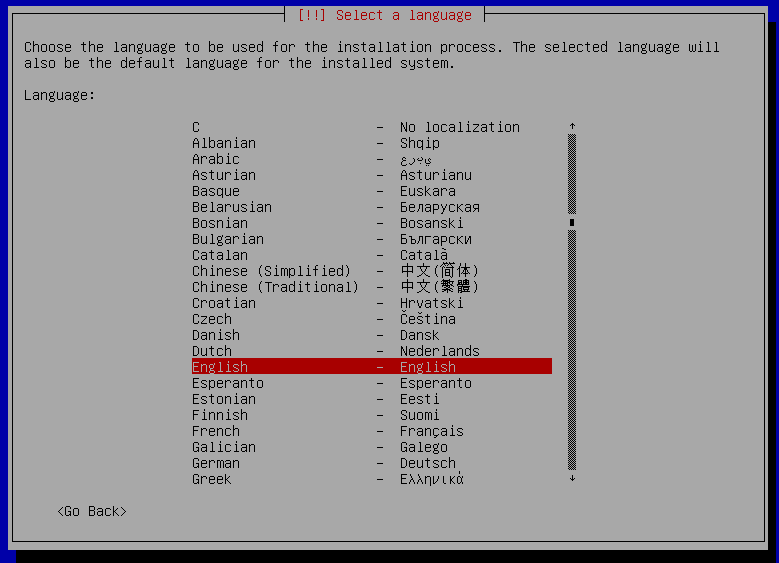 [!!] Select a language
Choose the language to be used for the installation process. The selected language will
also be the default language for the installed system.
Language:
C - No localization
Albanian - Shqip
Arabic - عربي
Asturian - Asturianu
Basque - Euskara
Belarusian - Беларуская
Bosnian - Bosanski
Bulgarian - Български
Catalan - Català
Chinese (Simplified) - 中文(简体)
Chinese (Traditional) - 中文(繁體)
Croatian - Hrvatski
Czech - Čeština
Danish - Dansk
Dutch - Nederlands
English - English
Esperanto - Esperanto
Estonian - Eesti
Finnish - Suomi
French - Français
Galician - Galego
German - Deutsch
Greek - Ελληνικά
<Go Back>